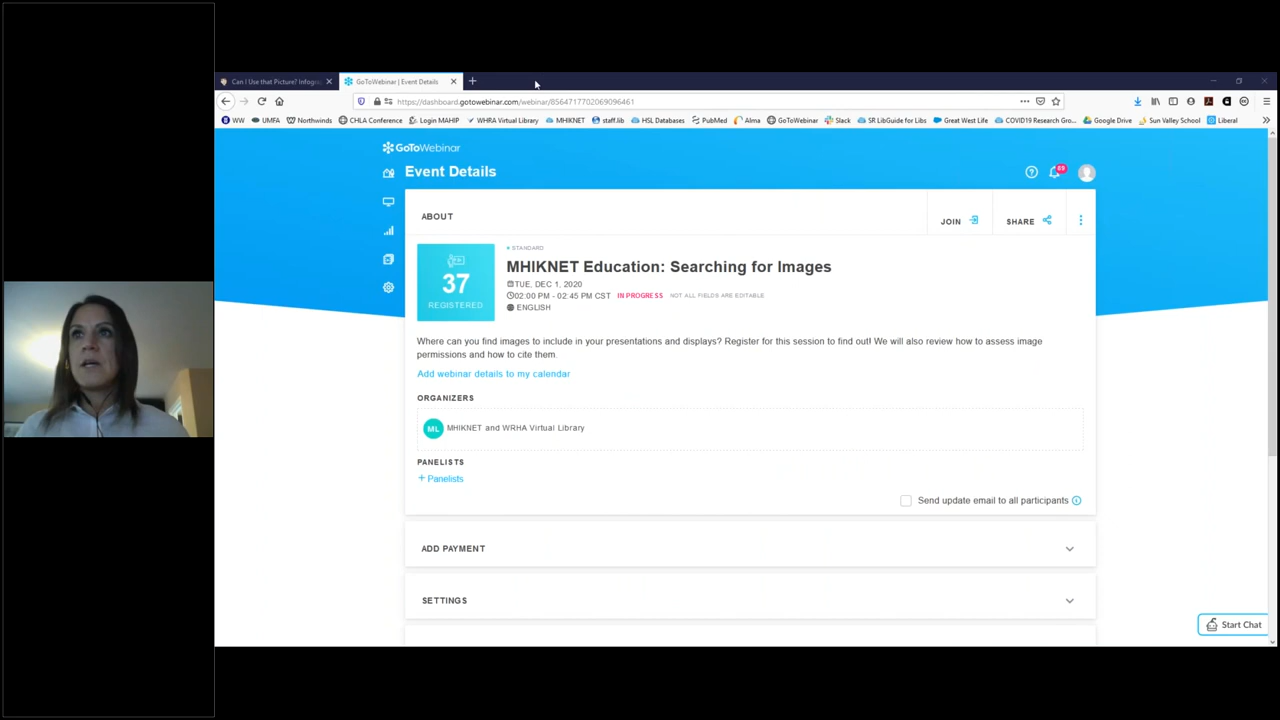 Can I Use that Picture? Infogra
GoToWebinar | Event Details
https://dashboard.gotowebinar.com/webinar/8564717702069096461
WW
UMFA
Northwinds
CHLA Conference
Login MAHIP
WRHA Virtual Library
MHIKNET
staff.lib
HSL Databases
PubMed
Alma
GoToWebinar
Slack
SR LibGuide for Libs
Great West Life
COVID19 Research Gro...
Google Drive
Sun Valley School
Liberal
GoToWebinar
Event Details
89
ABOUT
JOIN
SHARE
STANDARD
37
REGISTERED
MHIKNET Education: Searching for Images
TUE, DEC 1, 2020
02:00 PM - 02:45 PM CST IN PROGRESS NOT ALL FIELDS ARE EDITABLE
ENGLISH
Where can you find images to include in your presentations and displays? Register for this session to find out! We will also review how to assess image
permissions and how to cite them.
Add webinar details to my calendar
ORGANIZERS
ML MHIKNET and WRHA Virtual Library
PANELISTS
+ Panelists
Send update email to all participants
ADD PAYMENT
SETTINGS
Start Chat